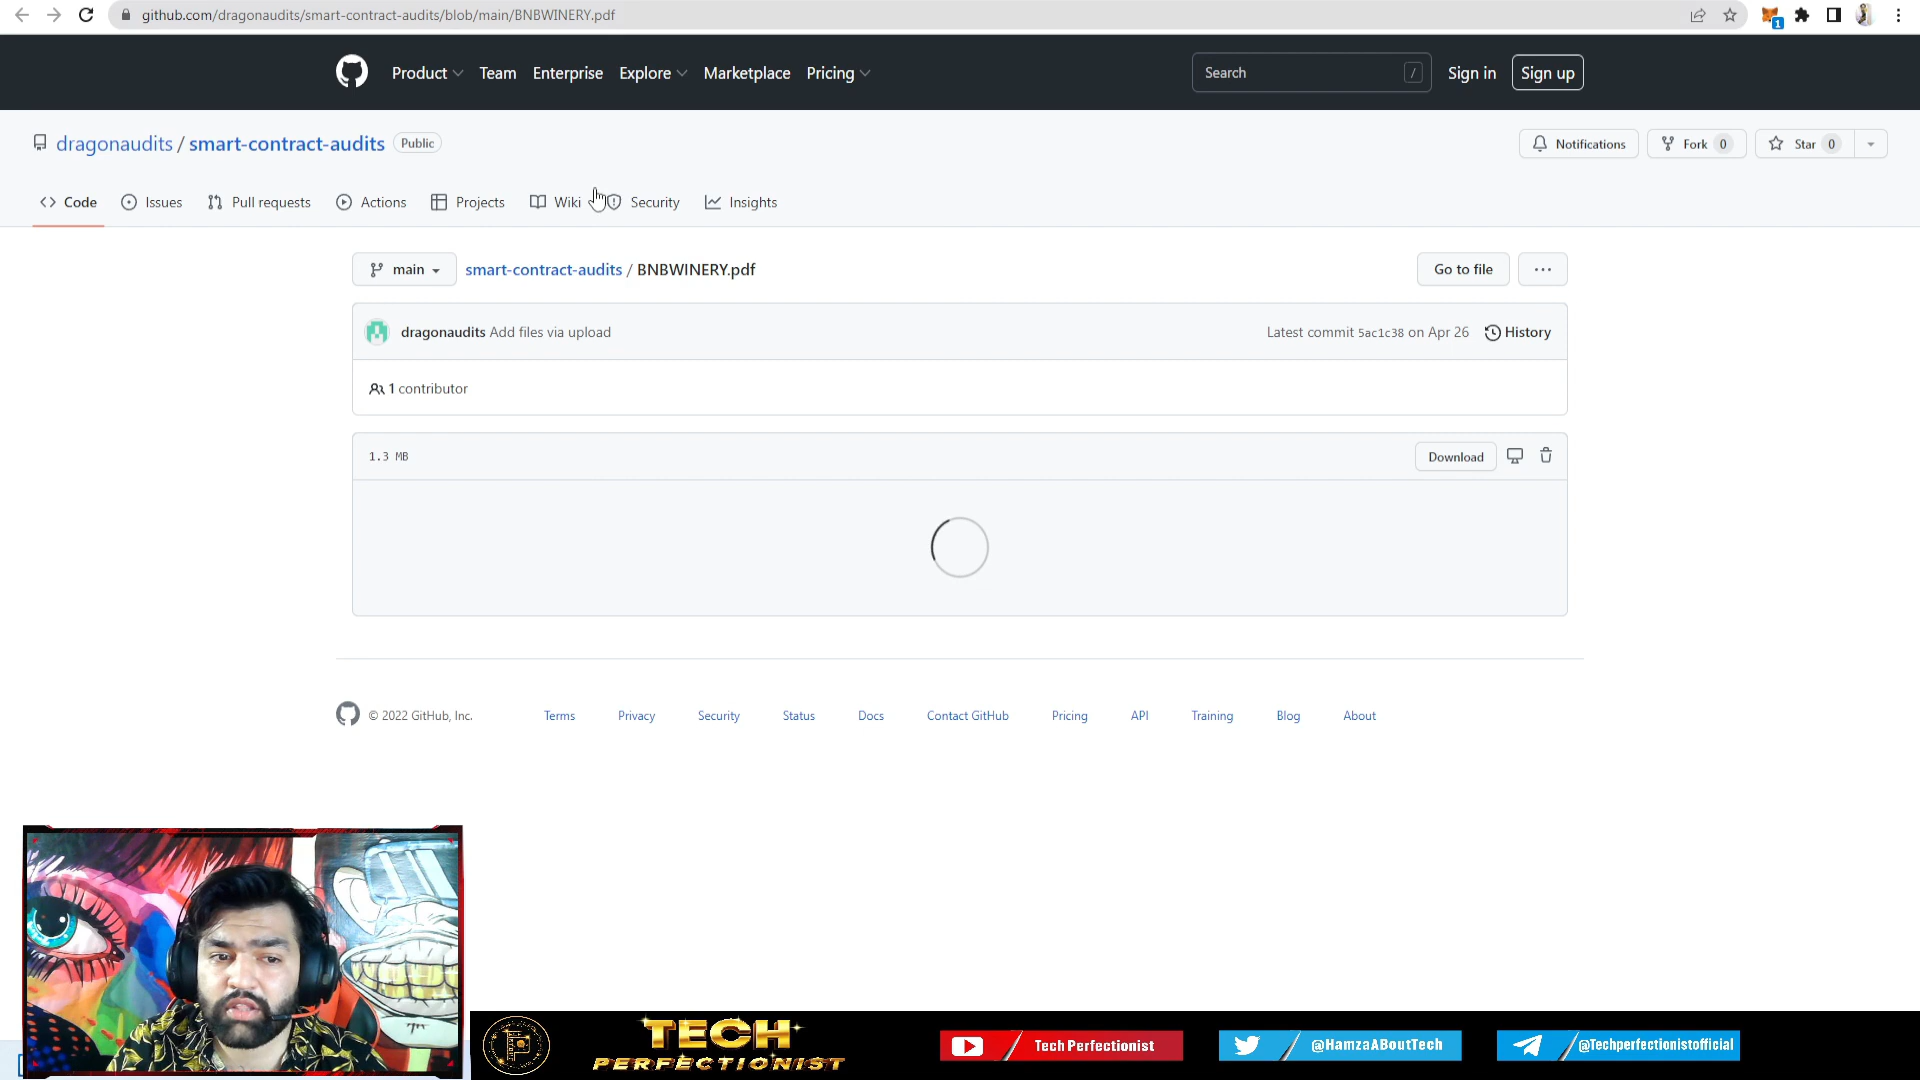 github.com/dragonaudits/smart-contract-audits/blob/main/BNBWINERY.pdf
1
Product Team Enterprise Explore Marketplace Pricing
Search /
Sign in Sign up
dragonaudits / smart-contract-audits Public
Notifications Fork 0 Star 0
Code Issues Pull requests Actions Projects Wiki Security Insights
main smart-contract-audits / BNBWINERY.pdf Go to file
dragonaudits Add files via upload Latest commit 5ac1c38 on Apr 26 History
1 contributor
1.3 MB Download
© 2022 GitHub, Inc. Terms Privacy Security Status Docs Contact GitHub Pricing API Training Blog About
TECH
PERFECTIONIST
Tech Perfectionist
@HamzaABoutTech
@Techperfectionistofficial